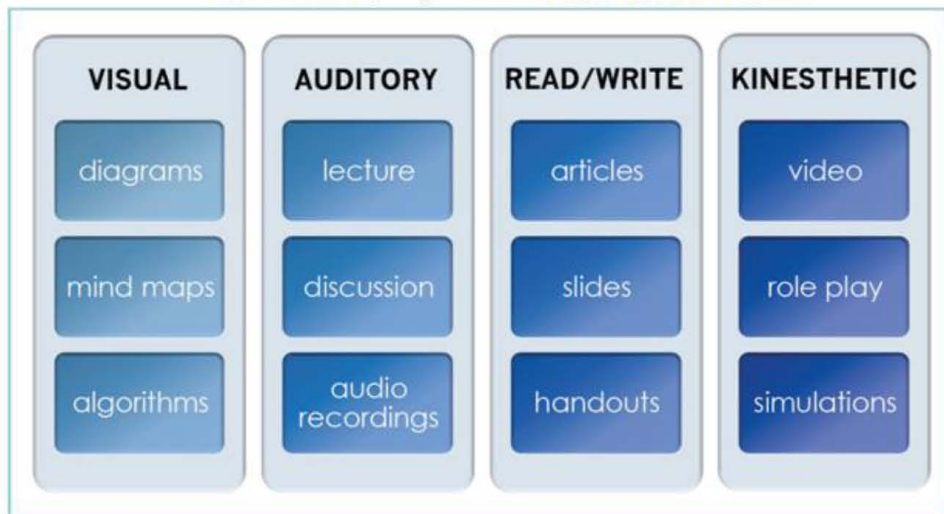 VISUAL
diagrams
mind maps
algorithms
AUDITORY
lecture
discussion
audio
recordings
READ/WRITE
articles
slides
handouts
KINESTHETIC
video
role play
simulations